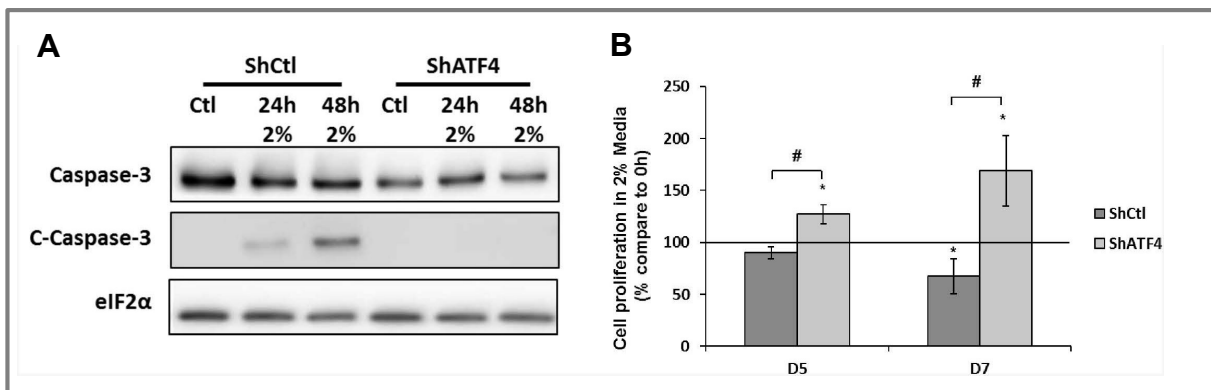 A
ShCtl ShATF4
Ctl 24h 48h Ctl 24h 48h
2% 2% 2% 2%
Caspase-3
C-Caspase-3
eIF2α
B
Cell proliferation in 2% Media
(% compare to 0h)
250
200
150
100
50
0
#
*
#
*
*
D5 D7
ShCtl
ShATF4